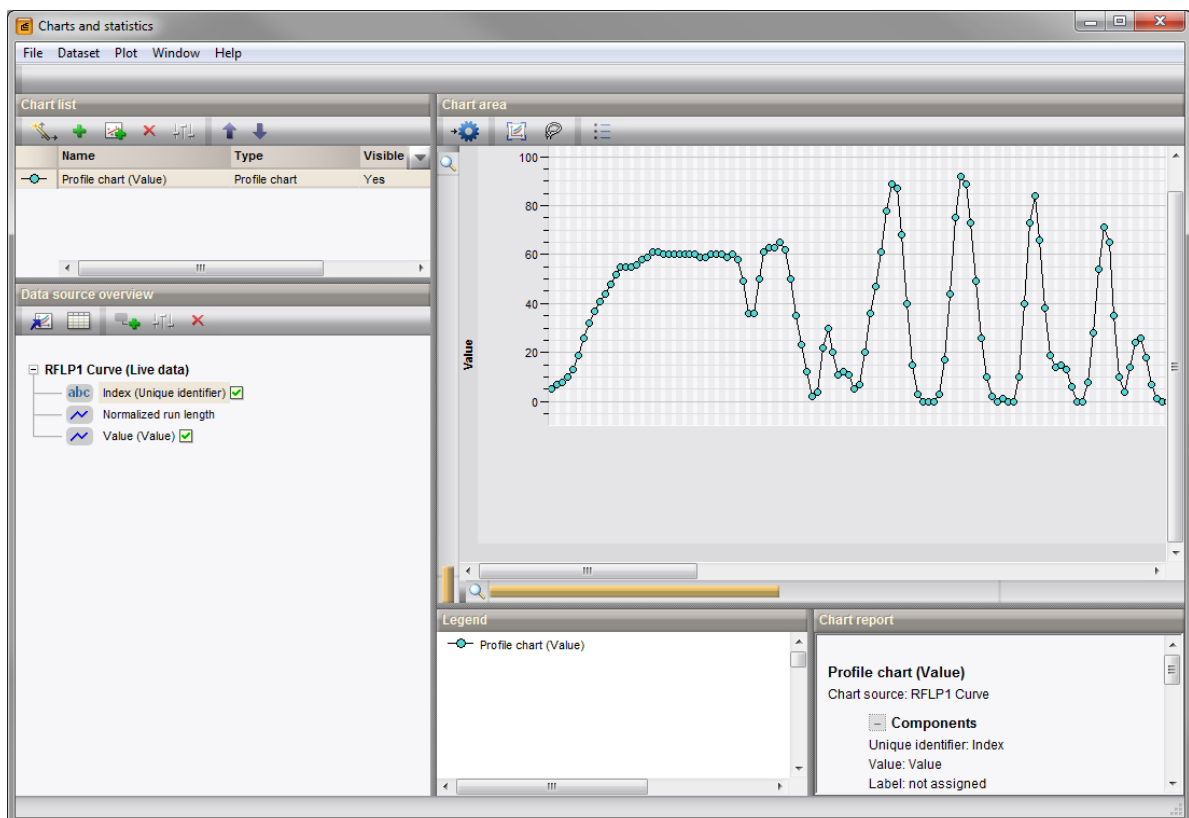 Charts and statistics
File Dataset Plot Window Help
Chart list
Name Type Visible
Profile chart (Value) Profile chart Yes
Data source overview
RFLP1 Curve (Live data)
abc Index (Unique identifier)
Normalized run length
Value (Value)
Chart area
100
80
60
40
20
0
Value
Legend
Profile chart (Value)
Chart report
Profile chart (Value)
Chart source: RFLP1 Curve
Components
Unique identifier: Index
Value: Value
Label: not assigned